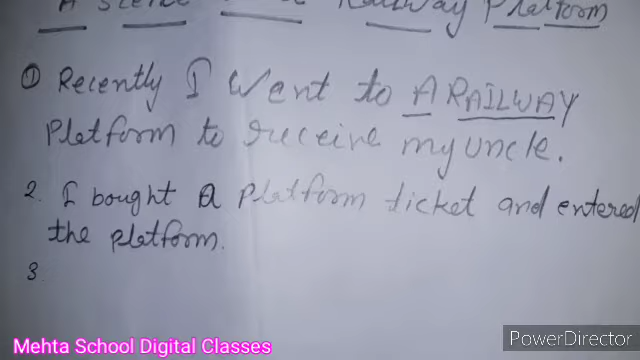 A Railway Platform
① Recently I went to A RAILWAY
Platform to receive my uncle.
2. I bought a platform ticket and entered
the platform.
3.
Mehta School Digital Classes
PowerDirector